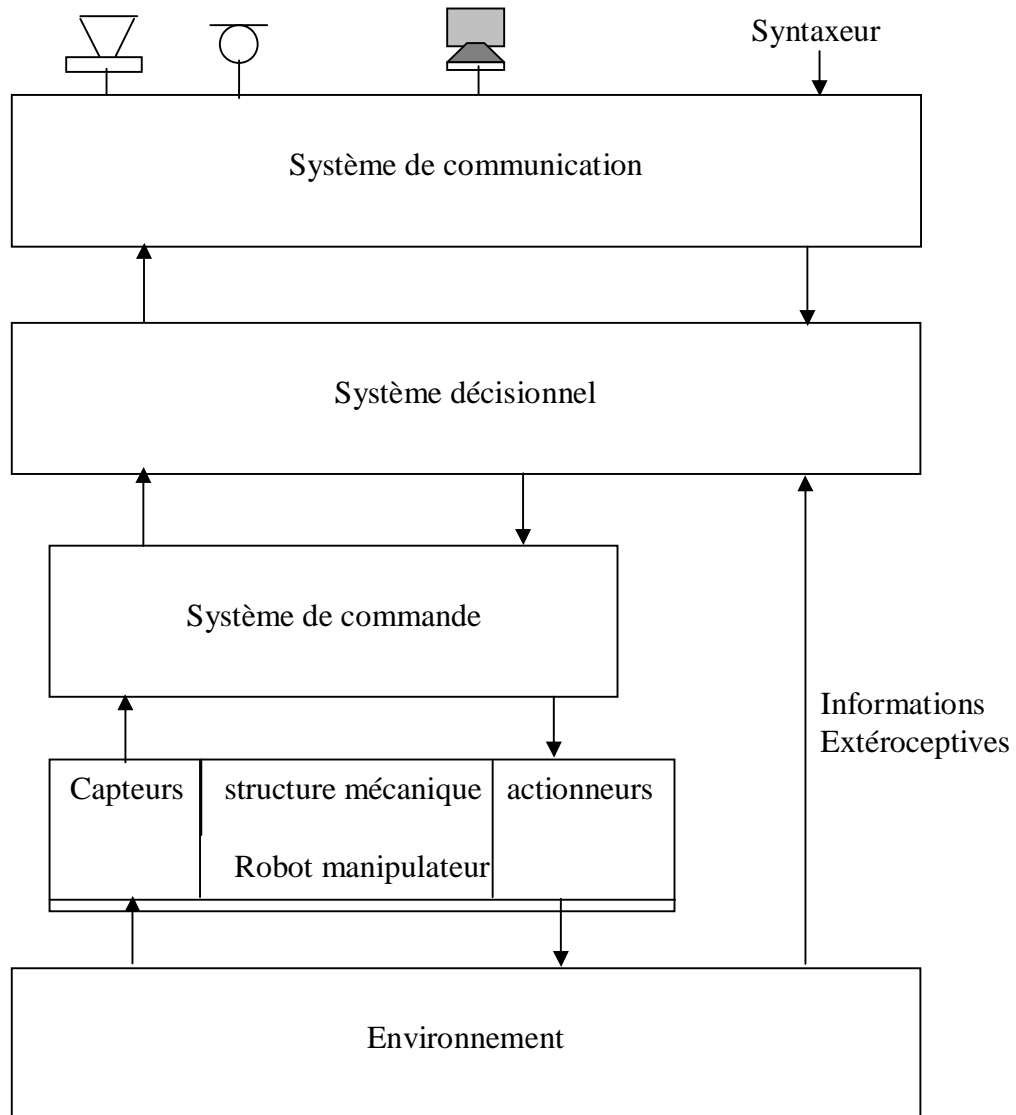 Syntaxeur
Système de communication
Système décisionnel
Système de commande
Informations
Extéroceptives
Capteurs structure mécanique actionneurs
Robot manipulateur
Environnement